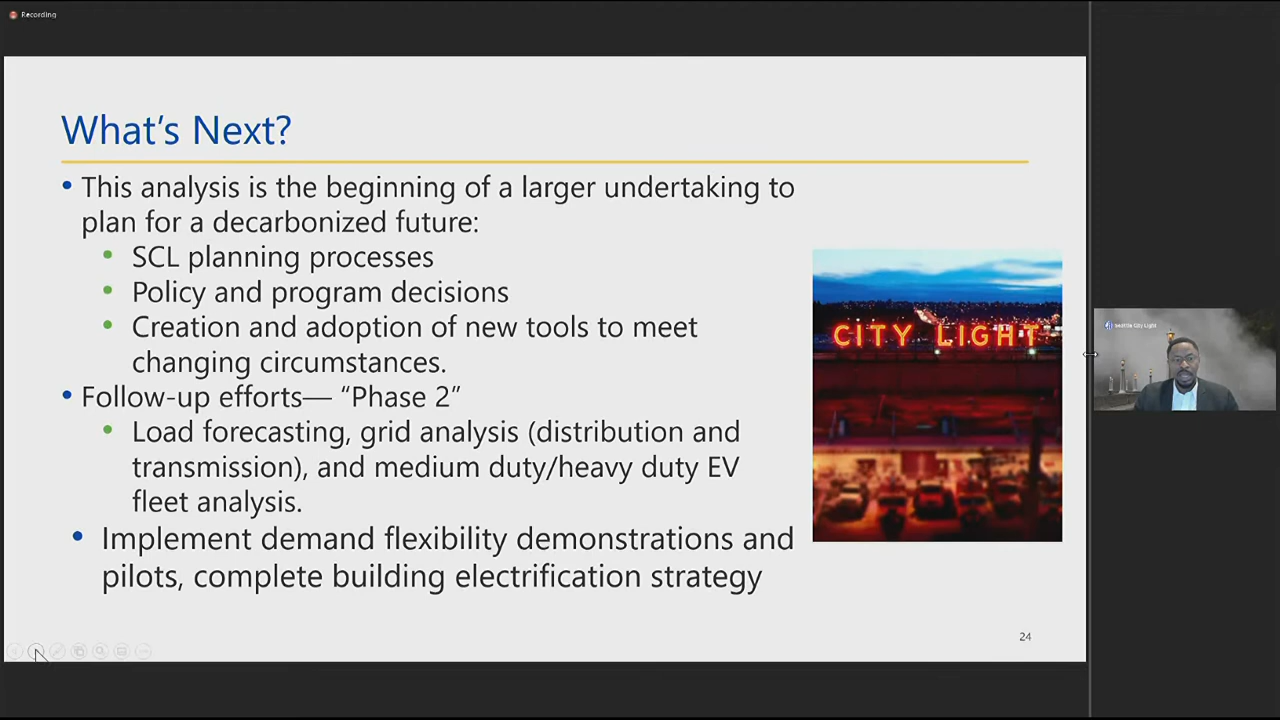 Recording
What's Next?
• This analysis is the beginning of a larger undertaking to
plan for a decarbonized future:
• SCL planning processes
• Policy and program decisions
• Creation and adoption of new tools to meet
changing circumstances.
• Follow-up efforts— “Phase 2”
• Load forecasting, grid analysis (distribution and
transmission), and medium duty/heavy duty EV
fleet analysis.
• Implement demand flexibility demonstrations and
pilots, complete building electrification strategy
CITY LIGHT
Seattle City Light
24